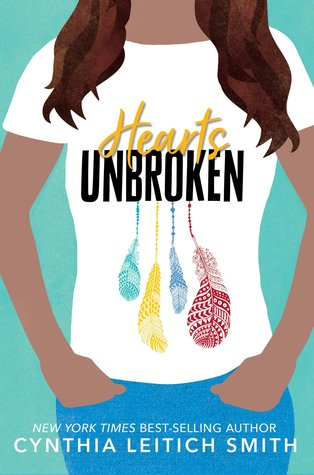 Hearts
UNBROKEN
NEW YORK TIMES BEST-SELLING AUTHOR
CYNTHIA LEITICH SMITH